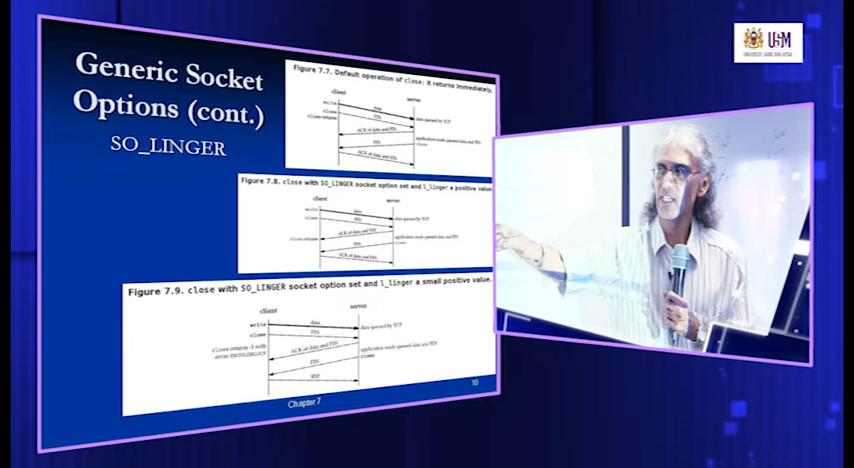 Generic Socket
Options (cont.)
SO_LINGER
Figure 7.7. Default operation of close: it returns immediately.
client
server
write
data
close
FIN
close returns
data queued by TCP
ACK of data and FIN
application reads queued data and FIN
close
FIN
ACK of data and FIN
Figure 7.8. close with SO_LINGER socket option set and l_linger a positive value
client
server
write
data
close
FIN
data queued by TCP
ACK of data and FIN
close returns
application reads queued data and FIN
close
FIN
ACK of data and FIN
Figure 7.9. close with SO_LINGER socket option set and l_linger a small positive value.
client
server
write
data
data queued by TCP
close
FIN
close returns -1 with
errno EWOULDBLOCK
ACK of data and FIN
application reads queued data and FIN
close
FIN
RST
Chapter 7
10
USM
UNIVERSITI SAINS MALAYSIA